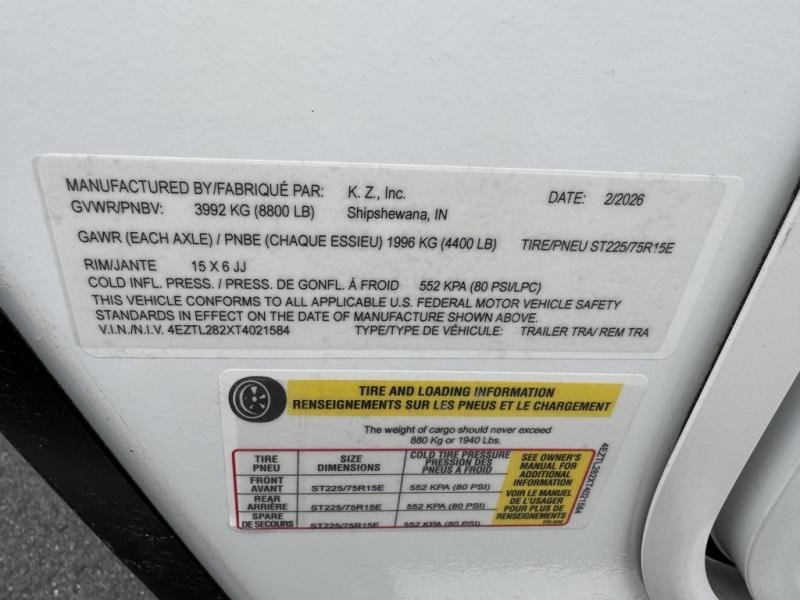 MANUFACTURED BY/FABRIQUÉ PAR: K. Z., Inc. DATE: 2/2026
GVWR/PNBV: 3992 KG (8800 LB) Shipshewana, IN
GAWR (EACH AXLE) / PNBE (CHAQUE ESSIEU) 1996 KG (4400 LB) TIRE/PNEU ST225/75R15E
RIM/JANTE 15 X 6 JJ
COLD INFL. PRESS. / PRESS. DE GONFL. À FROID 552 KPA (80 PSI/LPC)
THIS VEHICLE CONFORMS TO ALL APPLICABLE U.S. FEDERAL MOTOR VEHICLE SAFETY
STANDARDS IN EFFECT ON THE DATE OF MANUFACTURE SHOWN ABOVE.
V.I.N./N.I.V. 4EZTL282XT4021584 TYPE/TYPE DE VÉHICULE: TRAILER TRA/ REM TRA
TIRE AND LOADING INFORMATION
RENSEIGNEMENTS SUR LES PNEUS ET LE CHARGEMENT
The weight of cargo should never exceed
880 Kg or 1940 Lbs.
TIRE
PNEU
SIZE
DIMENSIONS
COLD TIRE PRESSURE
PRESSION DES
PNEUS A FROID
FRONT
AVANT
ST225/75R15E
552 KPA (80 PSI)
REAR
ARRIÈRE
ST225/75R15E
552 KPA (80 PSI)
SPARE
DE SECOURS
ST225/75R15E
552 KPA (80 PSI)
SEE OWNER'S
MANUAL FOR
ADDITIONAL
INFORMATION
VOIR LE MANUEL
DE L'USAGER
POUR PLUS DE
RENSEIGNEMENTS
4EZTL282XT4021584